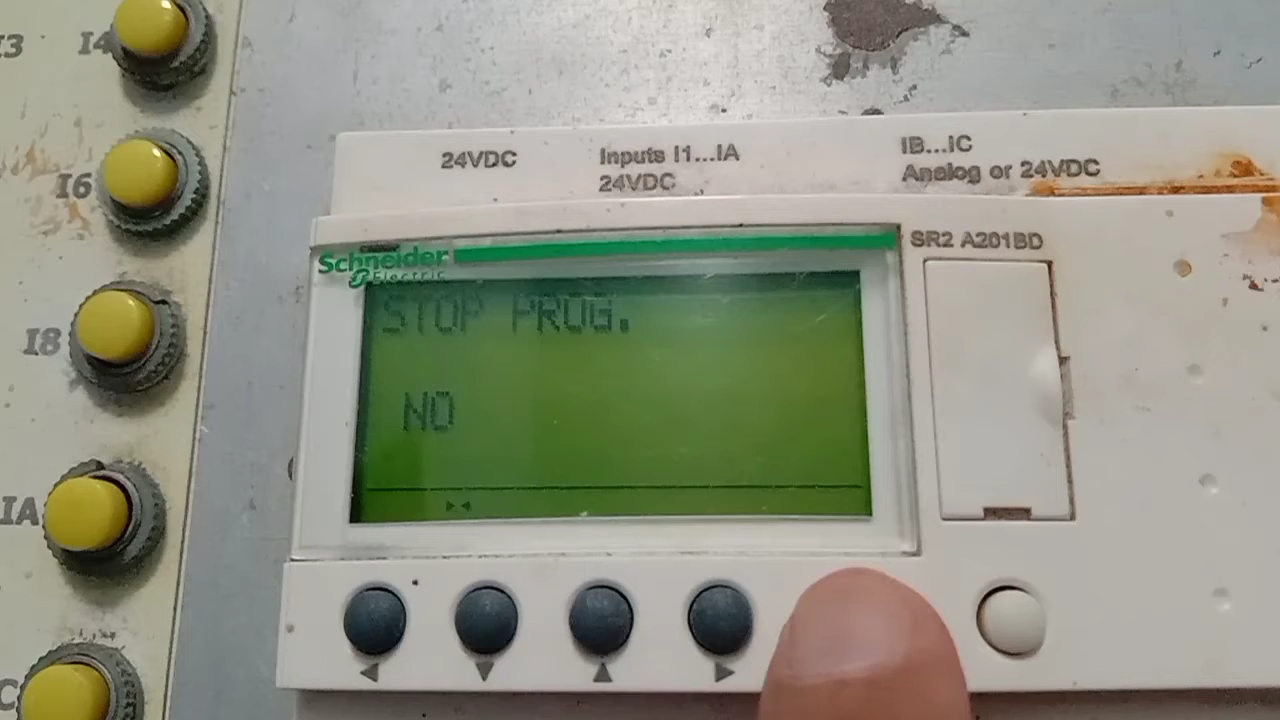 I3 I4
I6
I8
IA
C
24VDC
Inputs I1...IA
24VDC
IB...IC
Analog or 24VDC
SR2 A201BD
Schneider
Electric
STOP PROG.
NO